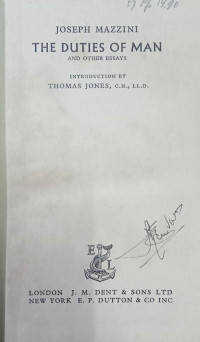 JOSEPH MAZZINI
THE DUTIES OF MAN
AND OTHER ESSAYS
INTRODUCTION BY
THOMAS JONES, C.H., LL.D.
E L
LONDON J. M. DENT & SONS LTD
NEW YORK E. P. DUTTON & CO INC